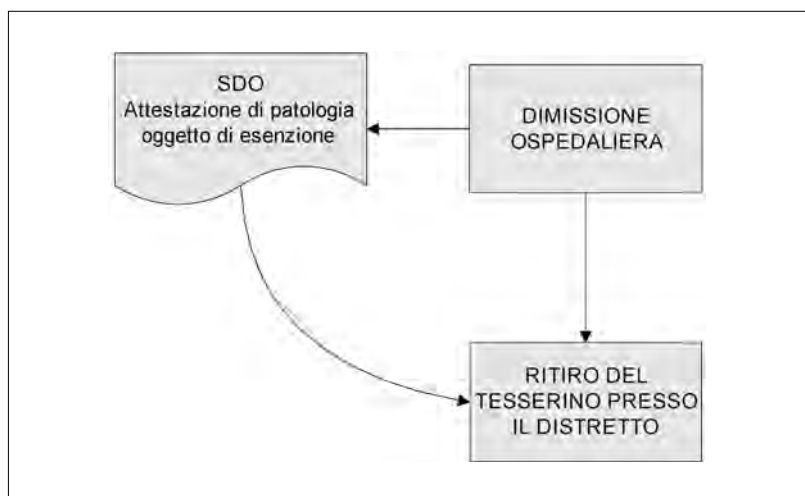 SDO
Attestazione di patologia
oggetto di esenzione
DIMISSIONE
OSPEDALIERA
RITIRO DEL
TESSERINO PRESSO
IL DISTRETTO